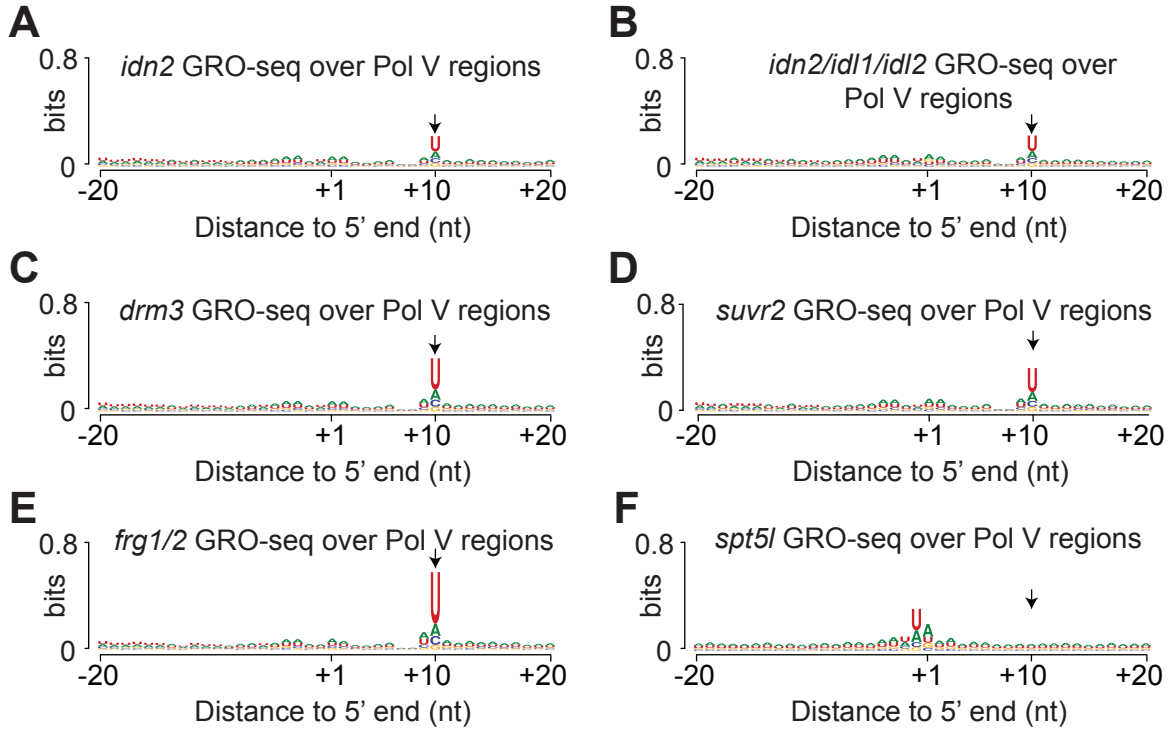 A
0.8
bits
0
idn2 GRO-seq over Pol V regions
U
A
C
-20
+1
+10
+20
Distance to 5’ end (nt)
B
0.8
bits
0
idn2/idl1/idl2 GRO-seq over
Pol V regions
U
A
C
-20
+1
+10
+20
Distance to 5’ end (nt)
C
0.8
bits
0
drm3 GRO-seq over Pol V regions
U
A
C
-20
+1
+10
+20
Distance to 5’ end (nt)
D
0.8
bits
0
suvr2 GRO-seq over Pol V regions
U
A
C
-20
+1
+10
+20
Distance to 5’ end (nt)
E
0.8
bits
0
frg1/2 GRO-seq over Pol V regions
U
A
C
-20
+1
+10
+20
Distance to 5’ end (nt)
F
0.8
bits
0
spt5l GRO-seq over Pol V regions
U
A
A
C
-20
+1
+10
+20
Distance to 5’ end (nt)